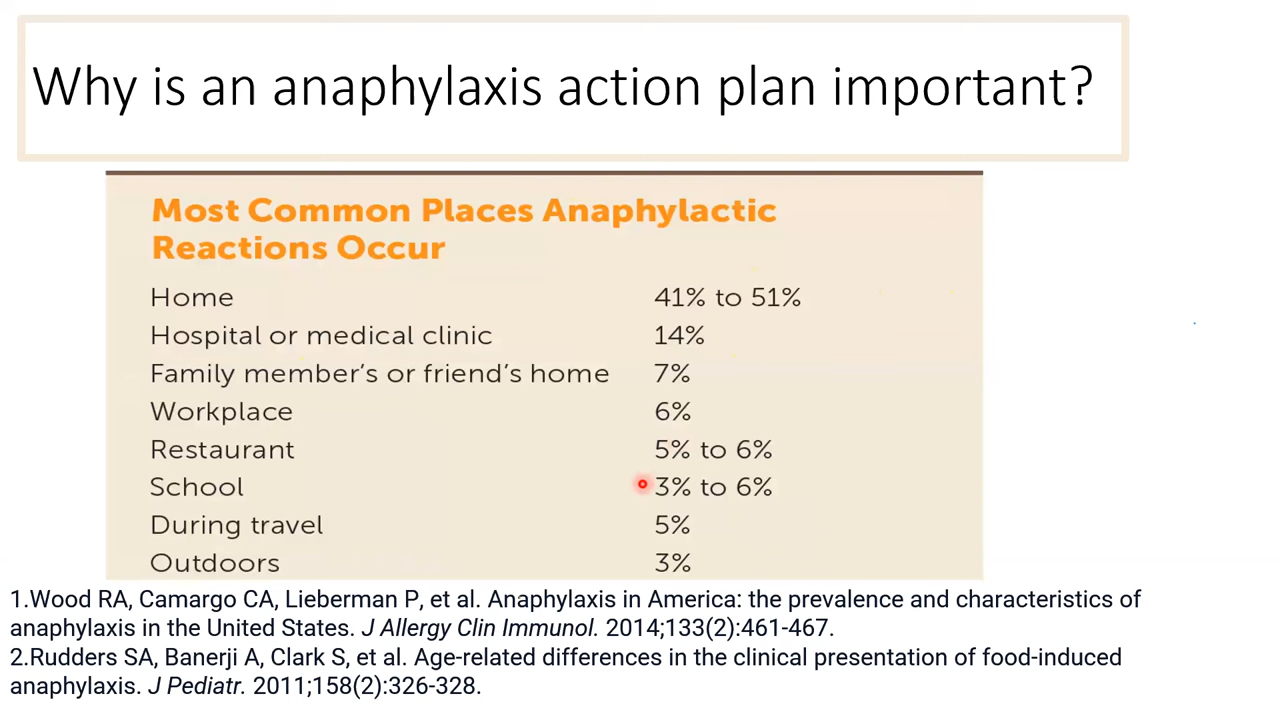 Why is an anaphylaxis action plan important?
Most Common Places Anaphylactic
Reactions Occur
Home 41% to 51%
Hospital or medical clinic 14%
Family member’s or friend’s home 7%
Workplace 6%
Restaurant 5% to 6%
School 3% to 6%
During travel 5%
Outdoors 3%
1.Wood RA, Camargo CA, Lieberman P, et al. Anaphylaxis in America: the prevalence and characteristics of
anaphylaxis in the United States. J Allergy Clin Immunol. 2014;133(2):461-467.
2.Rudders SA, Banerji A, Clark S, et al. Age-related differences in the clinical presentation of food-induced
anaphylaxis. J Pediatr. 2011;158(2):326-328.